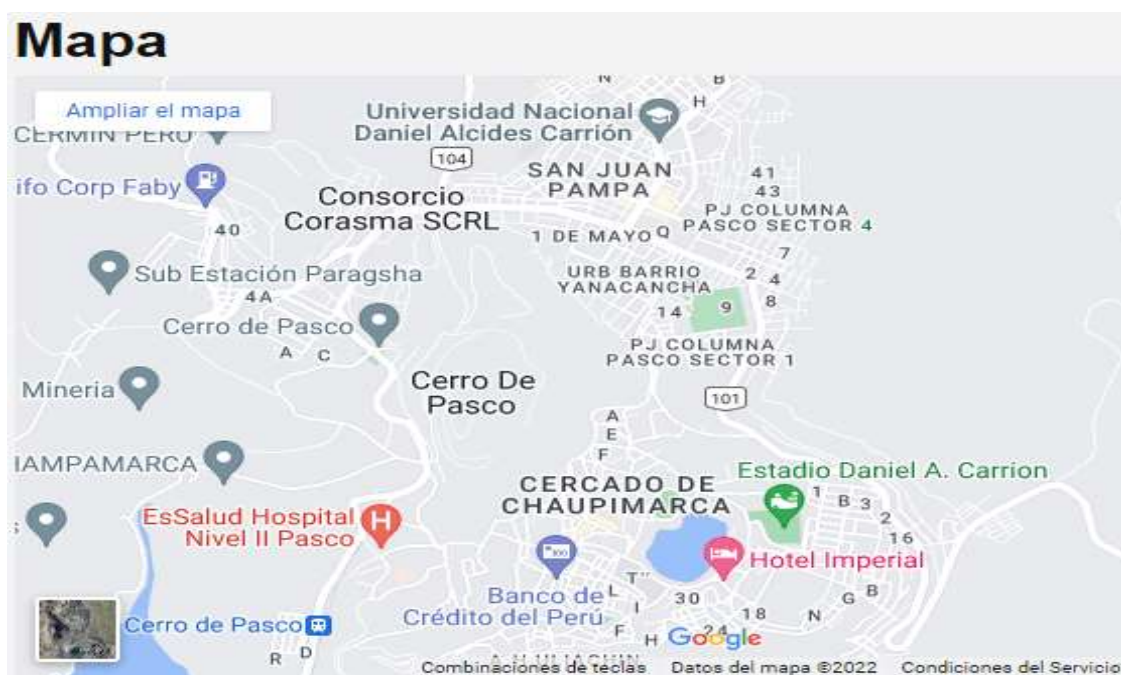 Mapa
Ampliar el mapa
CERMIN PERU
ifo Corp Faby
40
Universidad Nacional
Daniel Alcides Carrión
104
N
B
H
SAN JUAN
PAMPA
41
43
Consorcio
Corasma SCRL
PJ COLUMNA
PASCO SECTOR 4
1 DE MAYO
Q
7
Sub Estación Paragsha
4A
URB BARRIO
YANACANCHA
2
4
8
14
9
Cerro de Pasco
A
C
PJ COLUMNA
PASCO SECTOR 1
Mineria
Cerro De
Pasco
101
A
E
F
IAMPAMARCA
CERCADO DE
CHAUPIMARCA
Estadio Daniel A. Carrion
1
B
3
2
16
s
EsSalud Hospital
Nivel II Pasco
Hotel Imperial
Banco de
Crédito del Perú
L
T"
I
30
18
N
G
B
F
H
24
Cerro de Pasco
R
D
Google
Combinaciones de teclas
Datos del mapa ©2022
Condiciones del Servicio